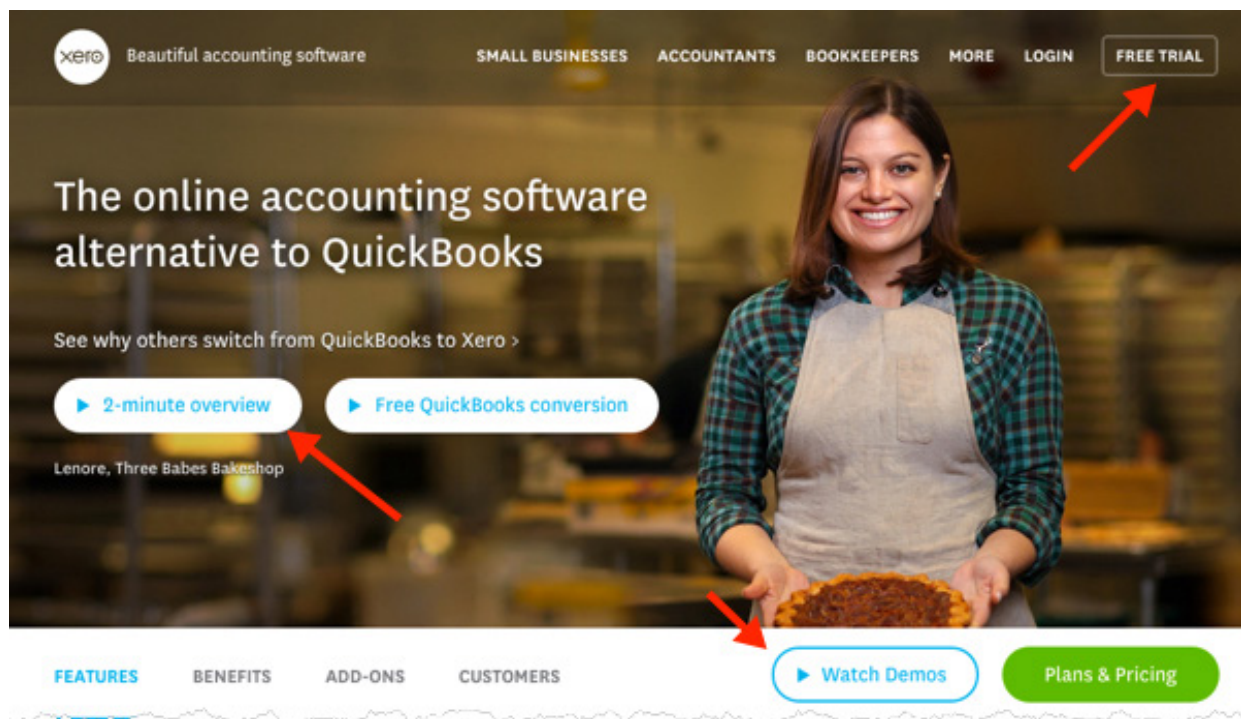 xero
Beautiful accounting software
SMALL BUSINESSES
ACCOUNTANTS
BOOKKEEPERS
MORE
LOGIN
FREE TRIAL
The online accounting software
alternative to QuickBooks
See why others switch from QuickBooks to Xero >
2-minute overview
Free QuickBooks conversion
Lenore, Three Babes Bakeshop
FEATURES
BENEFITS
ADD-ONS
CUSTOMERS
Watch Demos
Plans & Pricing